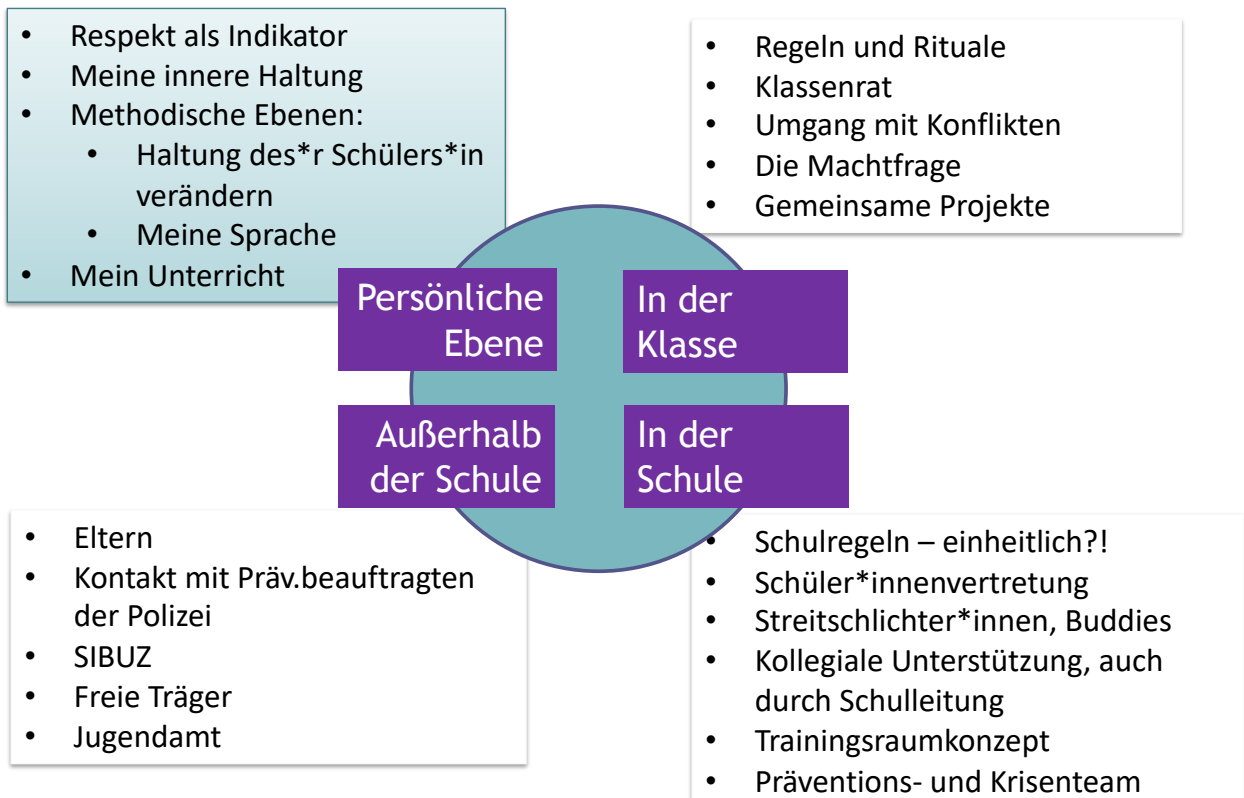 • Respekt als Indikator
• Meine innere Haltung
• Methodische Ebenen:
• Haltung des*r Schülers*in
verändern
• Meine Sprache
• Mein Unterricht
• Regeln und Rituale
• Klassenrat
• Umgang mit Konflikten
• Die Machtfrage
• Gemeinsame Projekte
Persönliche
Ebene
In der
Klasse
Außerhalb
der Schule
In der
Schule
• Eltern
• Kontakt mit Präv.beauftragten
der Polizei
• SIBUZ
• Freie Träger
• Jugendamt
• Schulregeln – einheitlich?!
• Schüler*innenvertretung
• Streitschlichter*innen, Buddies
• Kollegiale Unterstützung, auch
durch Schulleitung
• Trainingsraumkonzept
• Präventions- und Krisenteam